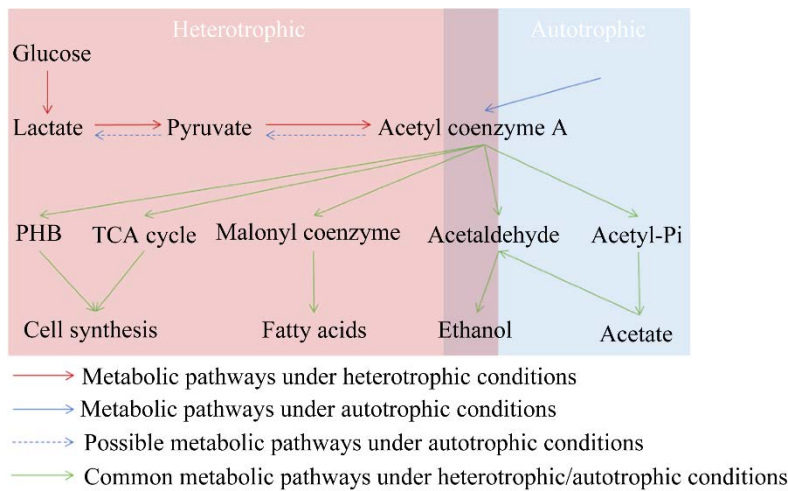 Heterotrophic Autotrophic
Glucose
Lactate Pyruvate Acetyl coenzyme A
PHB TCA cycle Malonyl coenzyme Acetaldehyde Acetyl-Pi
Cell synthesis Fatty acids Ethanol Acetate
Metabolic pathways under heterotrophic conditions
Metabolic pathways under autotrophic conditions
Possible metabolic pathways under autotrophic conditions
Common metabolic pathways under heterotrophic/autotrophic conditions